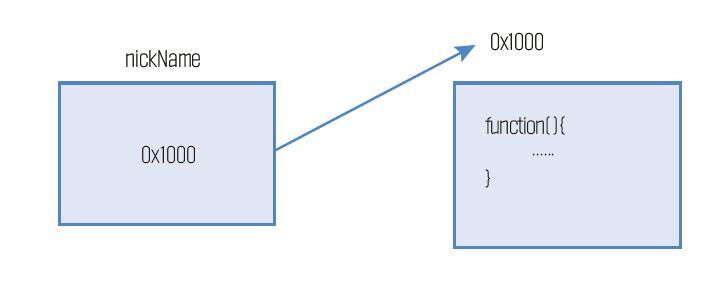 nickName
0x1000
0x1000
function(){
......
}